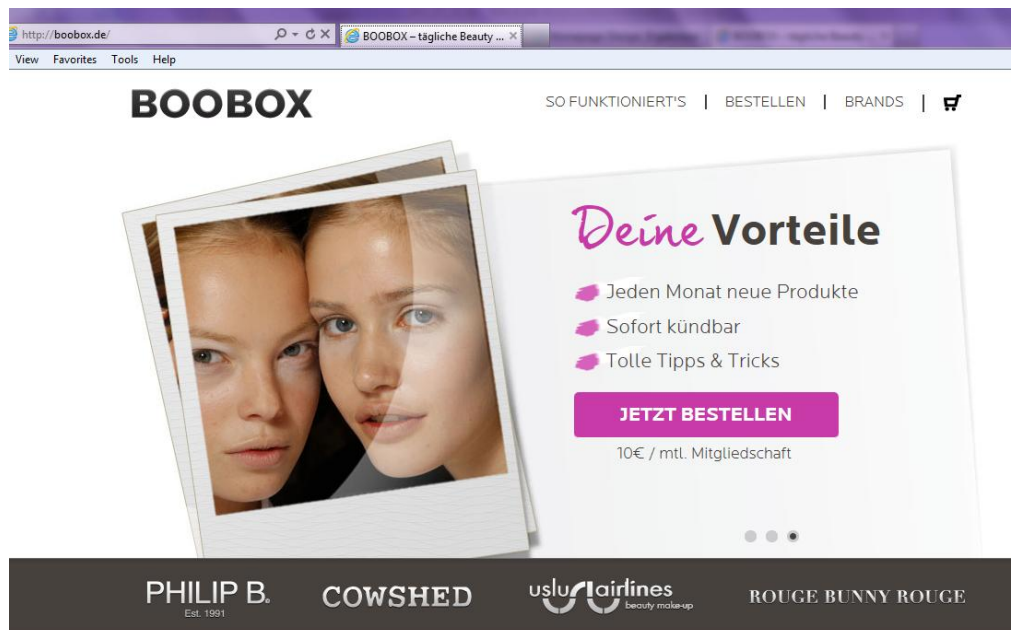 http://boobox.de/
BOOBOX – tägliche Beauty ...
View Favorites Tools Help
BOOBOX
SO FUNKTIONIERT'S | BESTELLEN | BRANDS |
Deine Vorteile
Jeden Monat neue Produkte
Sofort kündbar
Tolle Tipps & Tricks
JETZT BESTELLEN
10€ / mtl. Mitgliedschaft
PHILIP B.
Est. 1991
COWSHED
uslu airlines
beauty make-up
ROUGE BUNNY ROUGE